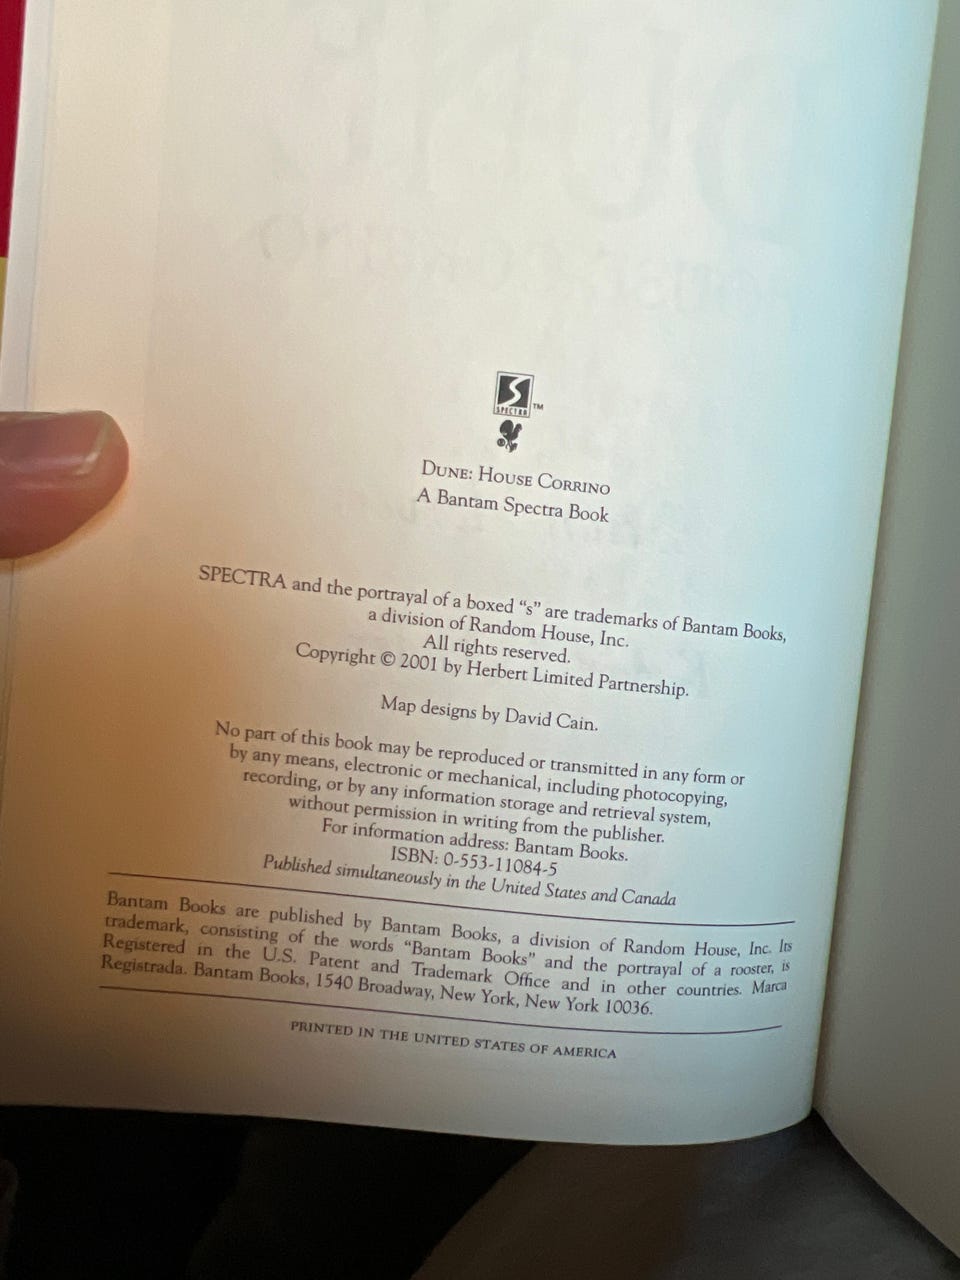 SPECTRA™
DUNE: HOUSE CORRINO
A Bantam Spectra Book
SPECTRA and the portrayal of a boxed “s” are trademarks of Bantam Books,
a division of Random House, Inc.
All rights reserved.
Copyright © 2001 by Herbert Limited Partnership.
Map designs by David Cain.
No part of this book may be reproduced or transmitted in any form or
by any means, electronic or mechanical, including photocopying,
recording, or by any information storage and retrieval system,
without permission in writing from the publisher.
For information address: Bantam Books.
ISBN: 0-553-11084-5
Published simultaneously in the United States and Canada
Bantam Books are published by Bantam Books, a division of Random House, Inc. Its
trademark, consisting of the words “Bantam Books” and the portrayal of a rooster, is
Registered in the U.S. Patent and Trademark Office and in other countries. Marca
Registrada. Bantam Books, 1540 Broadway, New York, New York 10036.
PRINTED IN THE UNITED STATES OF AMERICA